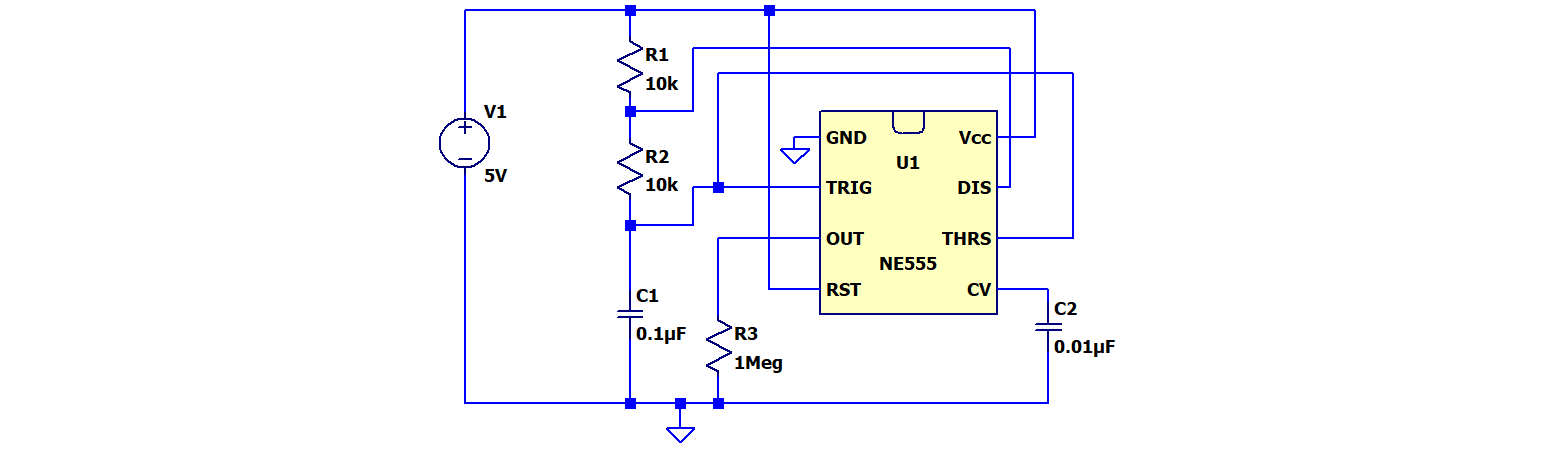 V1
5V
R1
10k
R2
10k
C1
0.1µF
R3
1Meg
GND
Vcc
U1
TRIG
DIS
OUT
THRS
NE555
RST
CV
C2
0.01µF